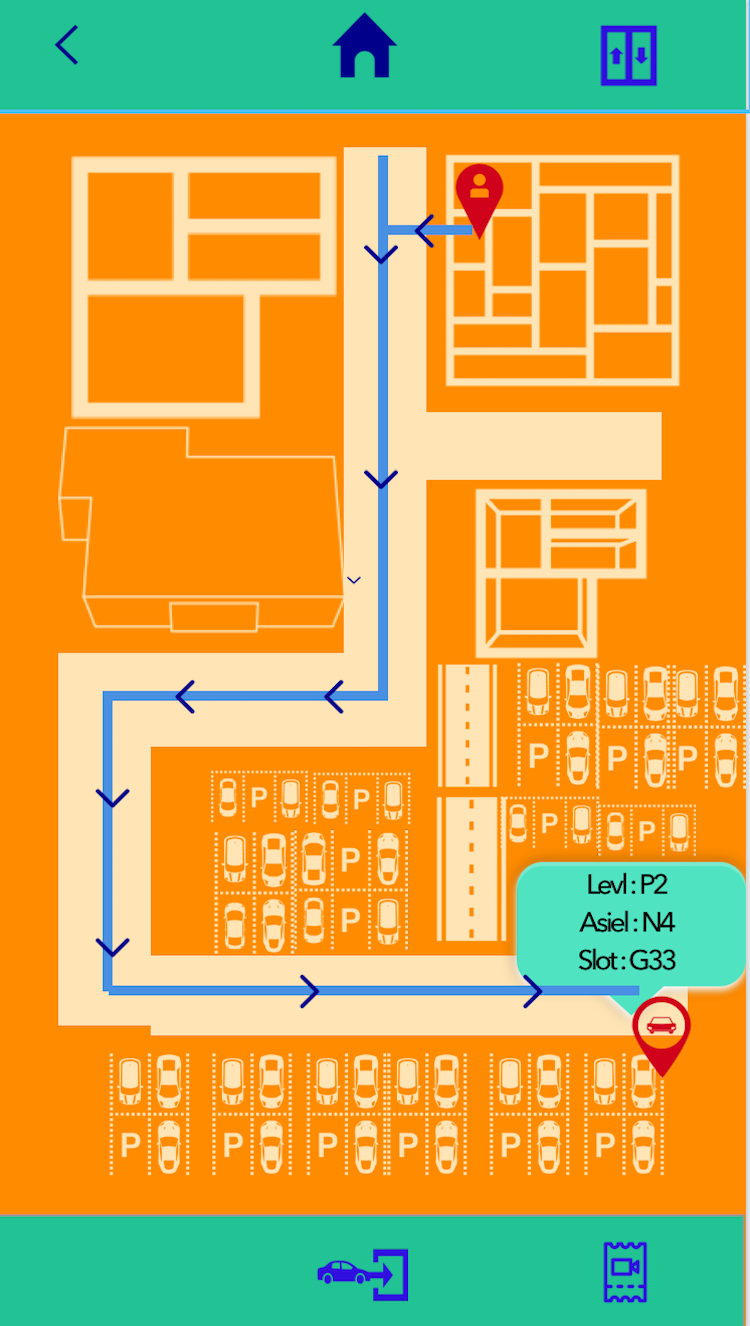 P P P
P P
P P
P
Levl : P2
P
Asiel : N4
Slot : G33
P P P P P P